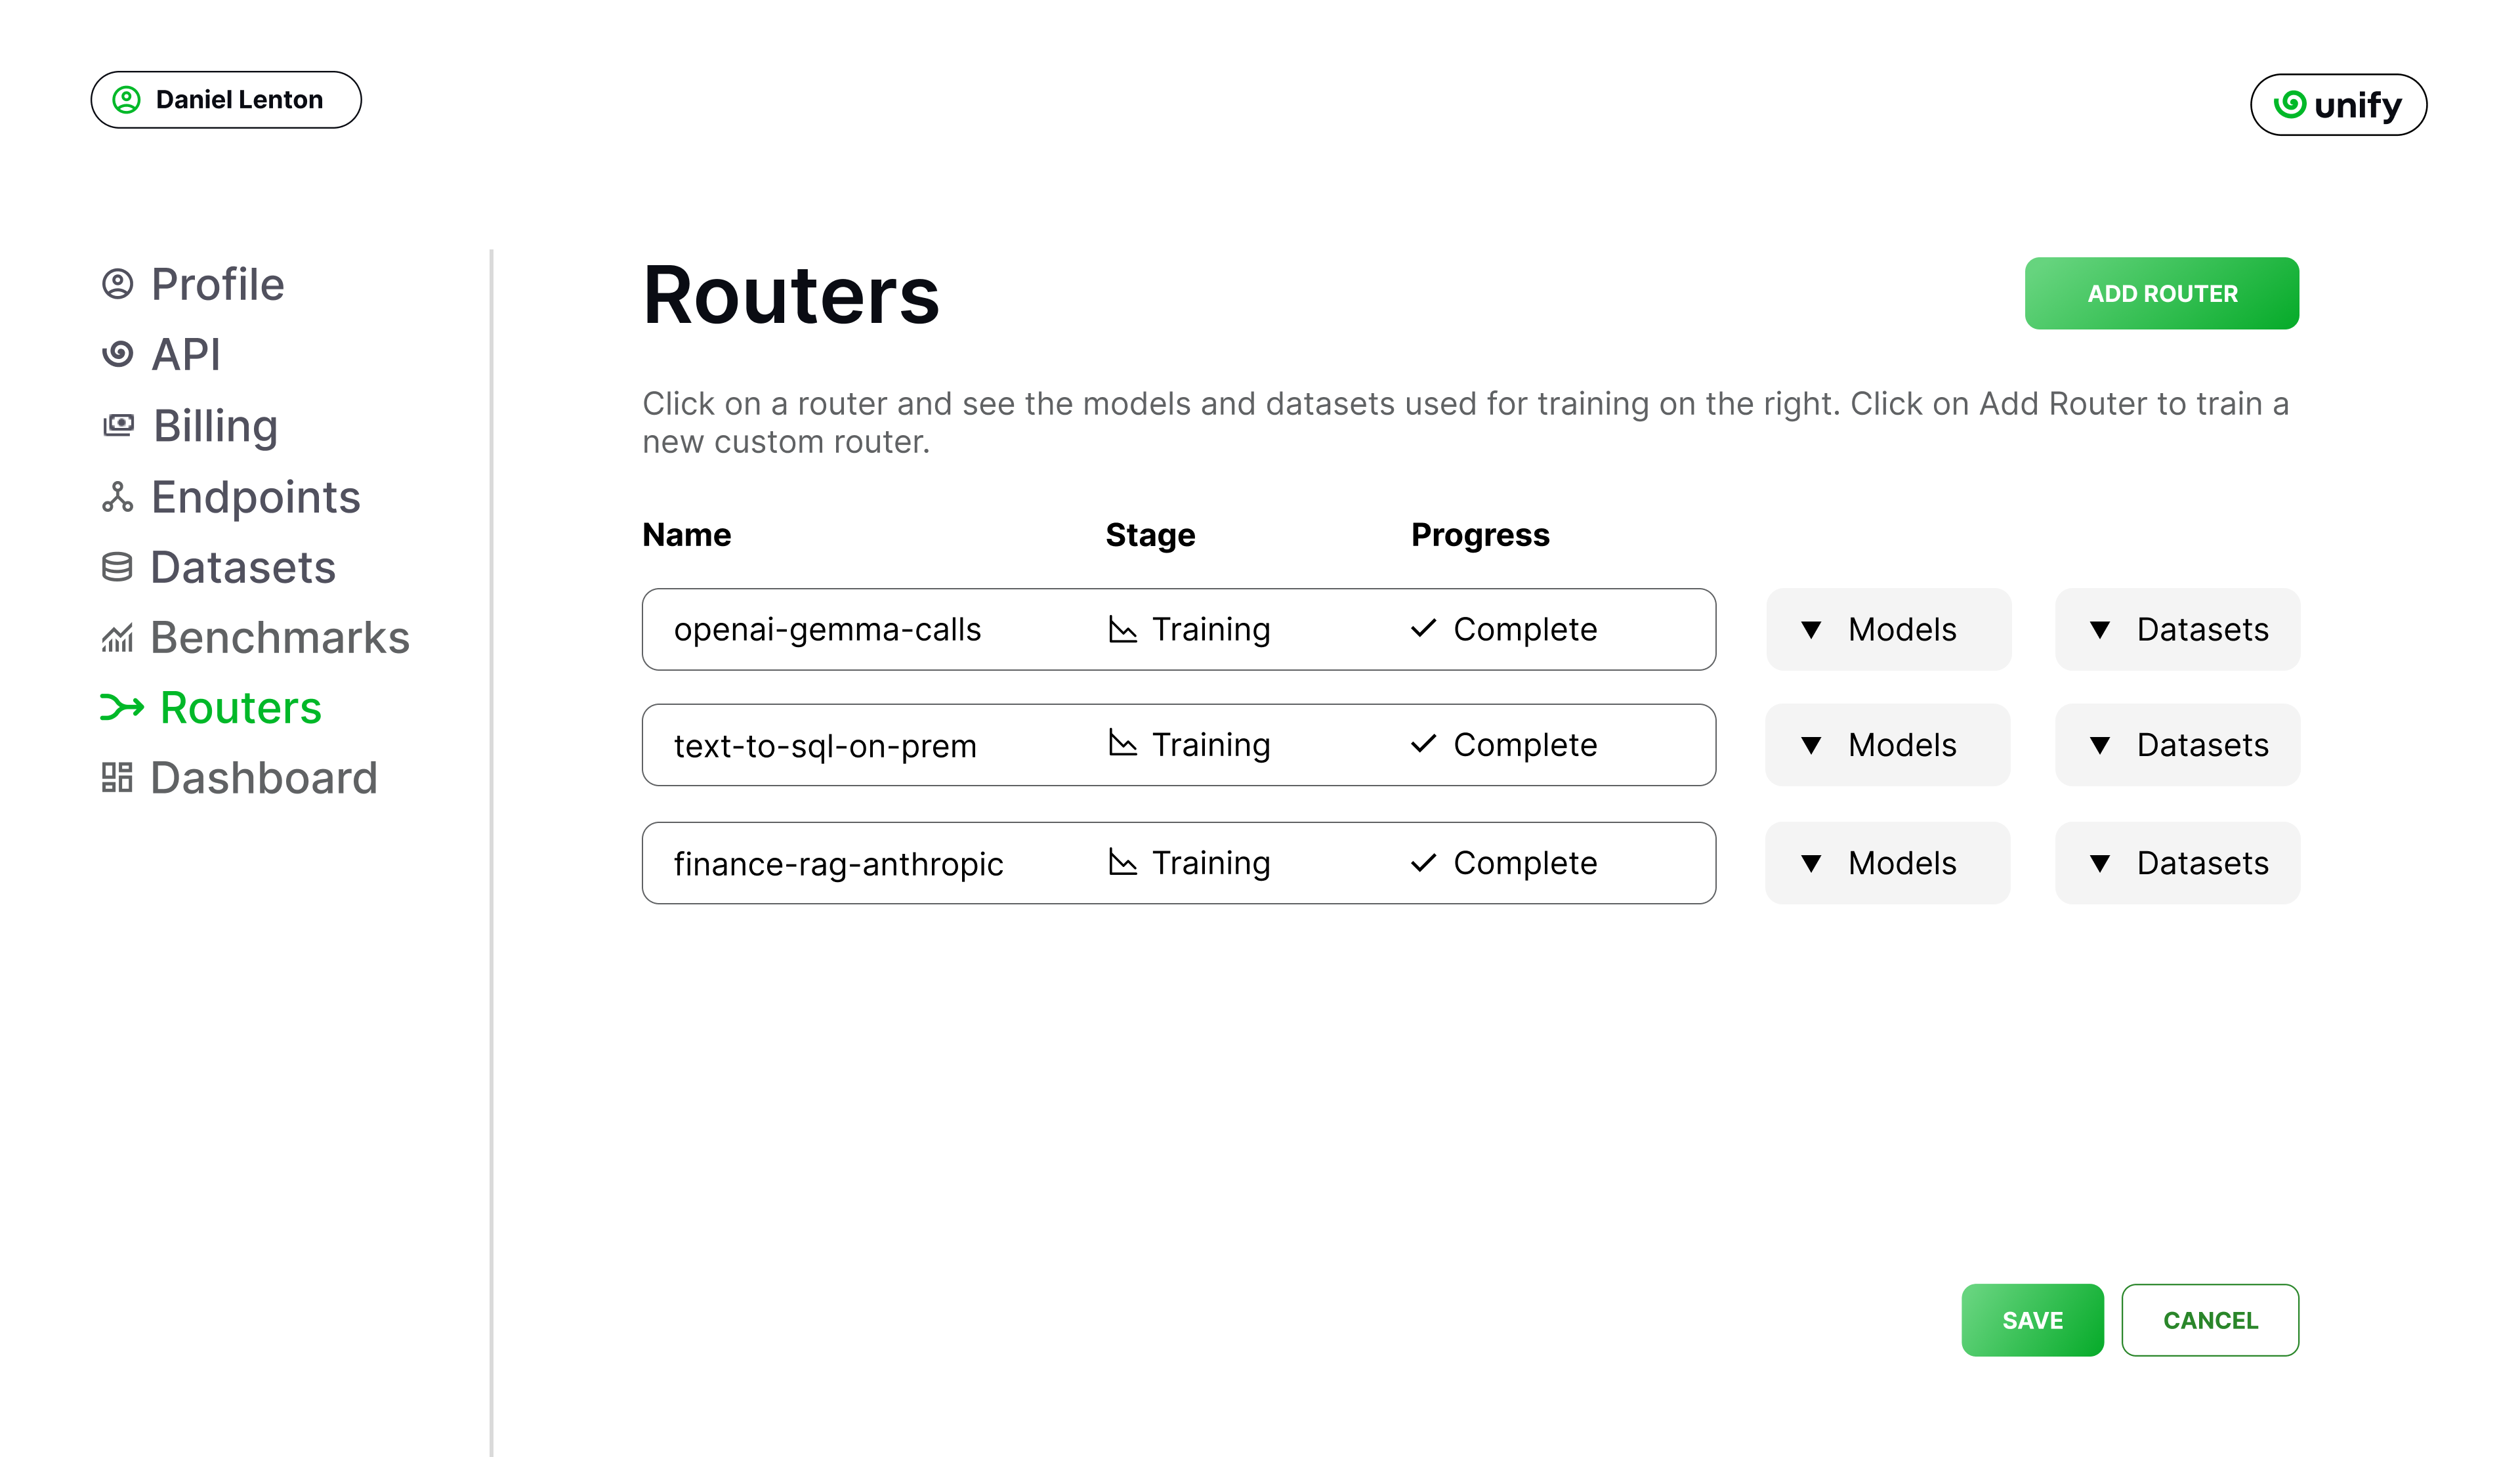 Daniel Lenton
unify
Profile
API
Billing
Endpoints
Datasets
Benchmarks
Routers
Dashboard
Routers
ADD ROUTER
Click on a router and see the models and datasets used for training on the right. Click on Add Router to train a
new custom router.
Name Stage Progress
openai-gemma-calls Training Complete Models Datasets
text-to-sql-on-prem Training Complete Models Datasets
finance-rag-anthropic Training Complete Models Datasets
SAVE CANCEL